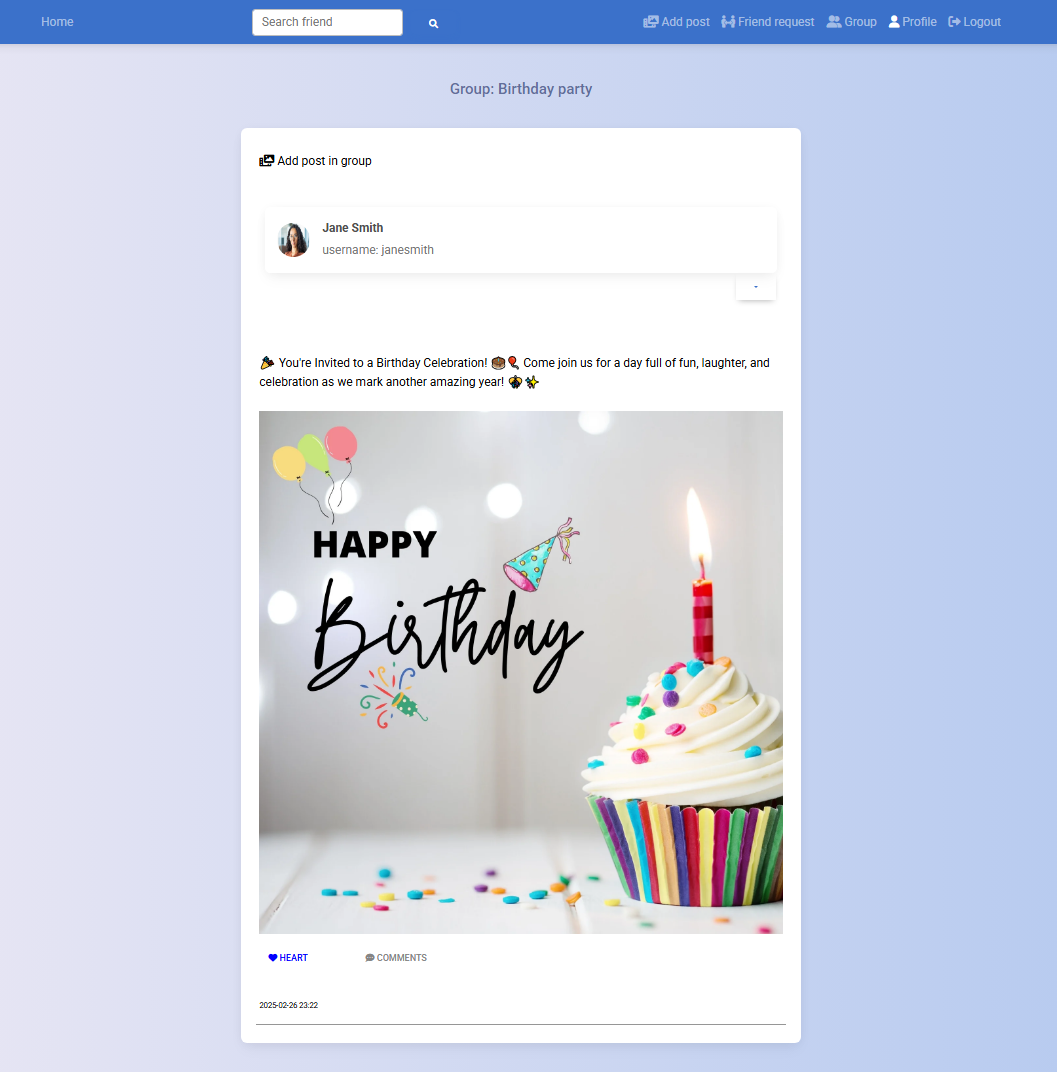 Home
Search friend
Add post
Friend request
Group
Profile
Logout
Group: Birthday party
Add post in group
Jane Smith
username: janesmith
🎉 You're Invited to a Birthday Celebration! 🎂🎈 Come join us for a day full of fun, laughter, and
celebration as we mark another amazing year! 🎁✨
HAPPY
Birthday
HEART
COMMENTS
2025-02-26 23:22